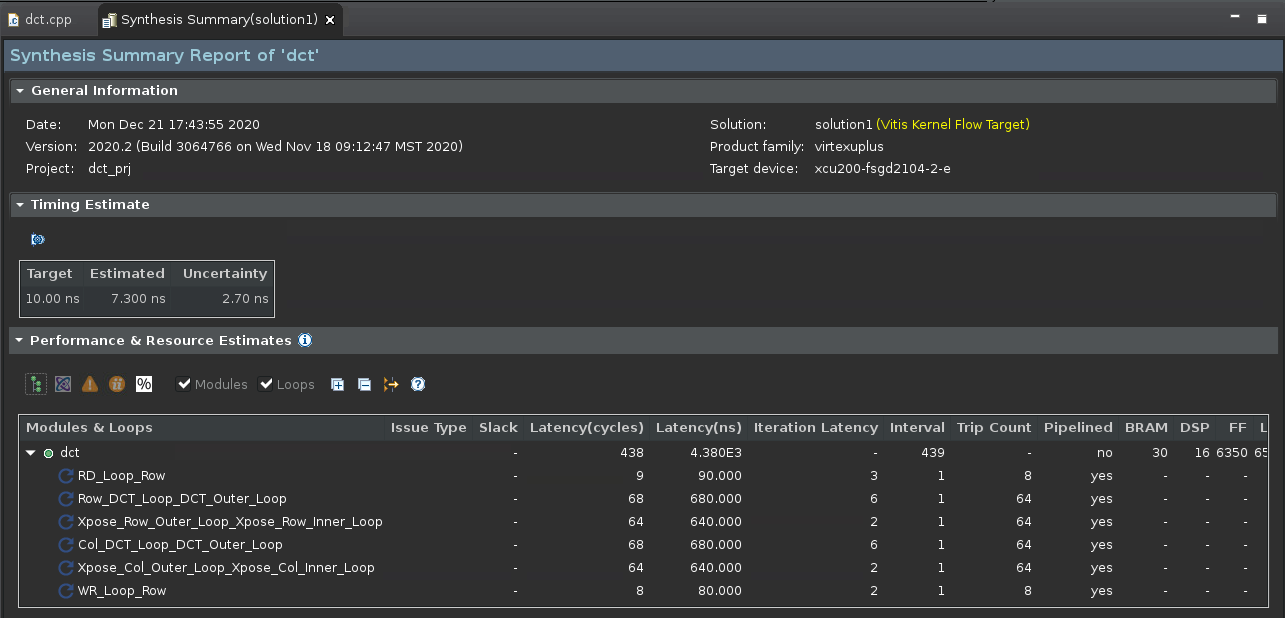 dct.cpp Synthesis Summary(solution1)
Synthesis Summary Report of 'dct'
General Information
Date: Mon Dec 21 17:43:55 2020 Solution: solution1 (Vitis Kernel Flow Target)
Version: 2020.2 (Build 3064766 on Wed Nov 18 09:12:47 MST 2020) Product family: virtexuplus
Project: dct_prj Target device: xcu200-fsgd2104-2-e
Timing Estimate
Target Estimated Uncertainty
10.00 ns 7.300 ns 2.70 ns
Performance & Resource Estimates
% Modules Loops
Modules & Loops Issue Type Slack Latency(cycles) Latency(ns) Iteration Latency Interval Trip Count Pipelined BRAM DSP FF L
dct - 438 4.380E3 - 439 - no 30 16 6350 65
RD_Loop_Row - 9 90.000 3 1 8 yes - - -
Row_DCT_Loop_DCT_Outer_Loop - 68 680.000 6 1 64 yes - - -
Xpose_Row_Outer_Loop_Xpose_Row_Inner_Loop - 64 640.000 2 1 64 yes - - -
Col_DCT_Loop_DCT_Outer_Loop - 68 680.000 6 1 64 yes - - -
Xpose_Col_Outer_Loop_Xpose_Col_Inner_Loop - 64 640.000 2 1 64 yes - - -
WR_Loop_Row - 8 80.000 2 1 8 yes - - -